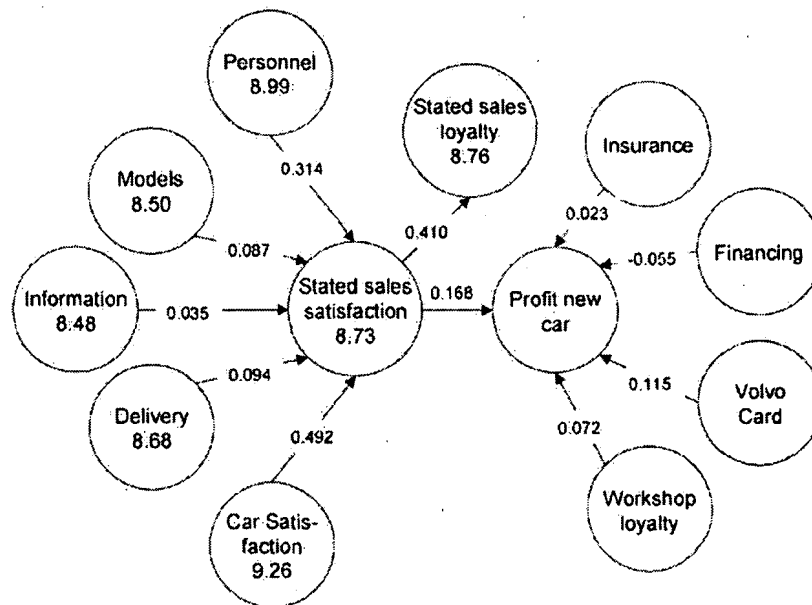 Personnel
8.99
Stated sales
loyalty
8.76
Insurance
Models
8.50
0.314
0.410
0.023
0.087
Financing
-0.055
Information
8.48
0.035
Stated sales
satisfaction
8.73
0.168
Profit new
car
Delivery
8.68
0.094
0.115
Volvo
Card
0.492
0.072
Car Satis-
faction
9.26
Workshop
loyalty